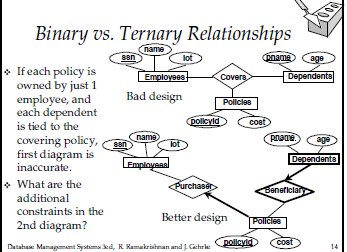 Binary vs. Ternary Relationships
❖ If each policy is
owned by just 1
employee, and
each dependent
is tied to the
covering policy,
first diagram is
inaccurate.
❖ What are the
additional
constraints in the
2nd diagram?
name
ssn
lot
Employees
Covers
pname
age
Dependents
Bad design
Policies
policyid
cost
name
ssn
lot
Employees
pname
age
Dependents
Purchaser
Beneficiary
Better design
Policies
policyid
cost
Database Management Systems 3ed, R. Ramakrishnan and J. Gehrke
14